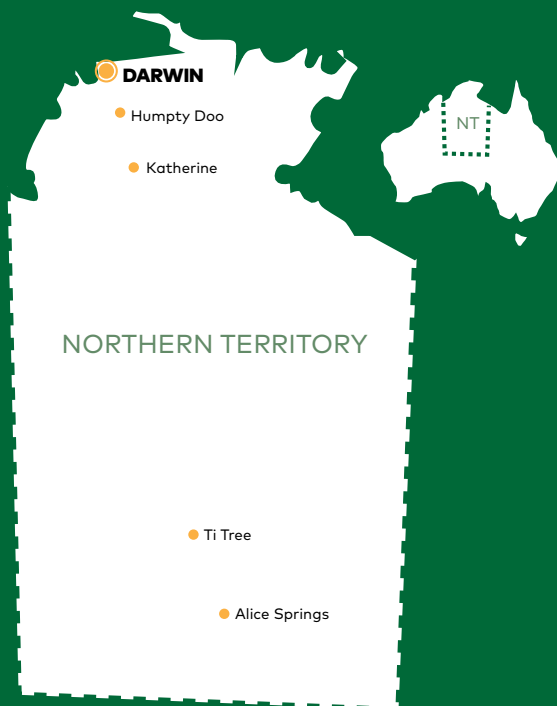 DARWIN
Humpty Doo
NT
Katherine
NORTHERN TERRITORY
Ti Tree
Alice Springs